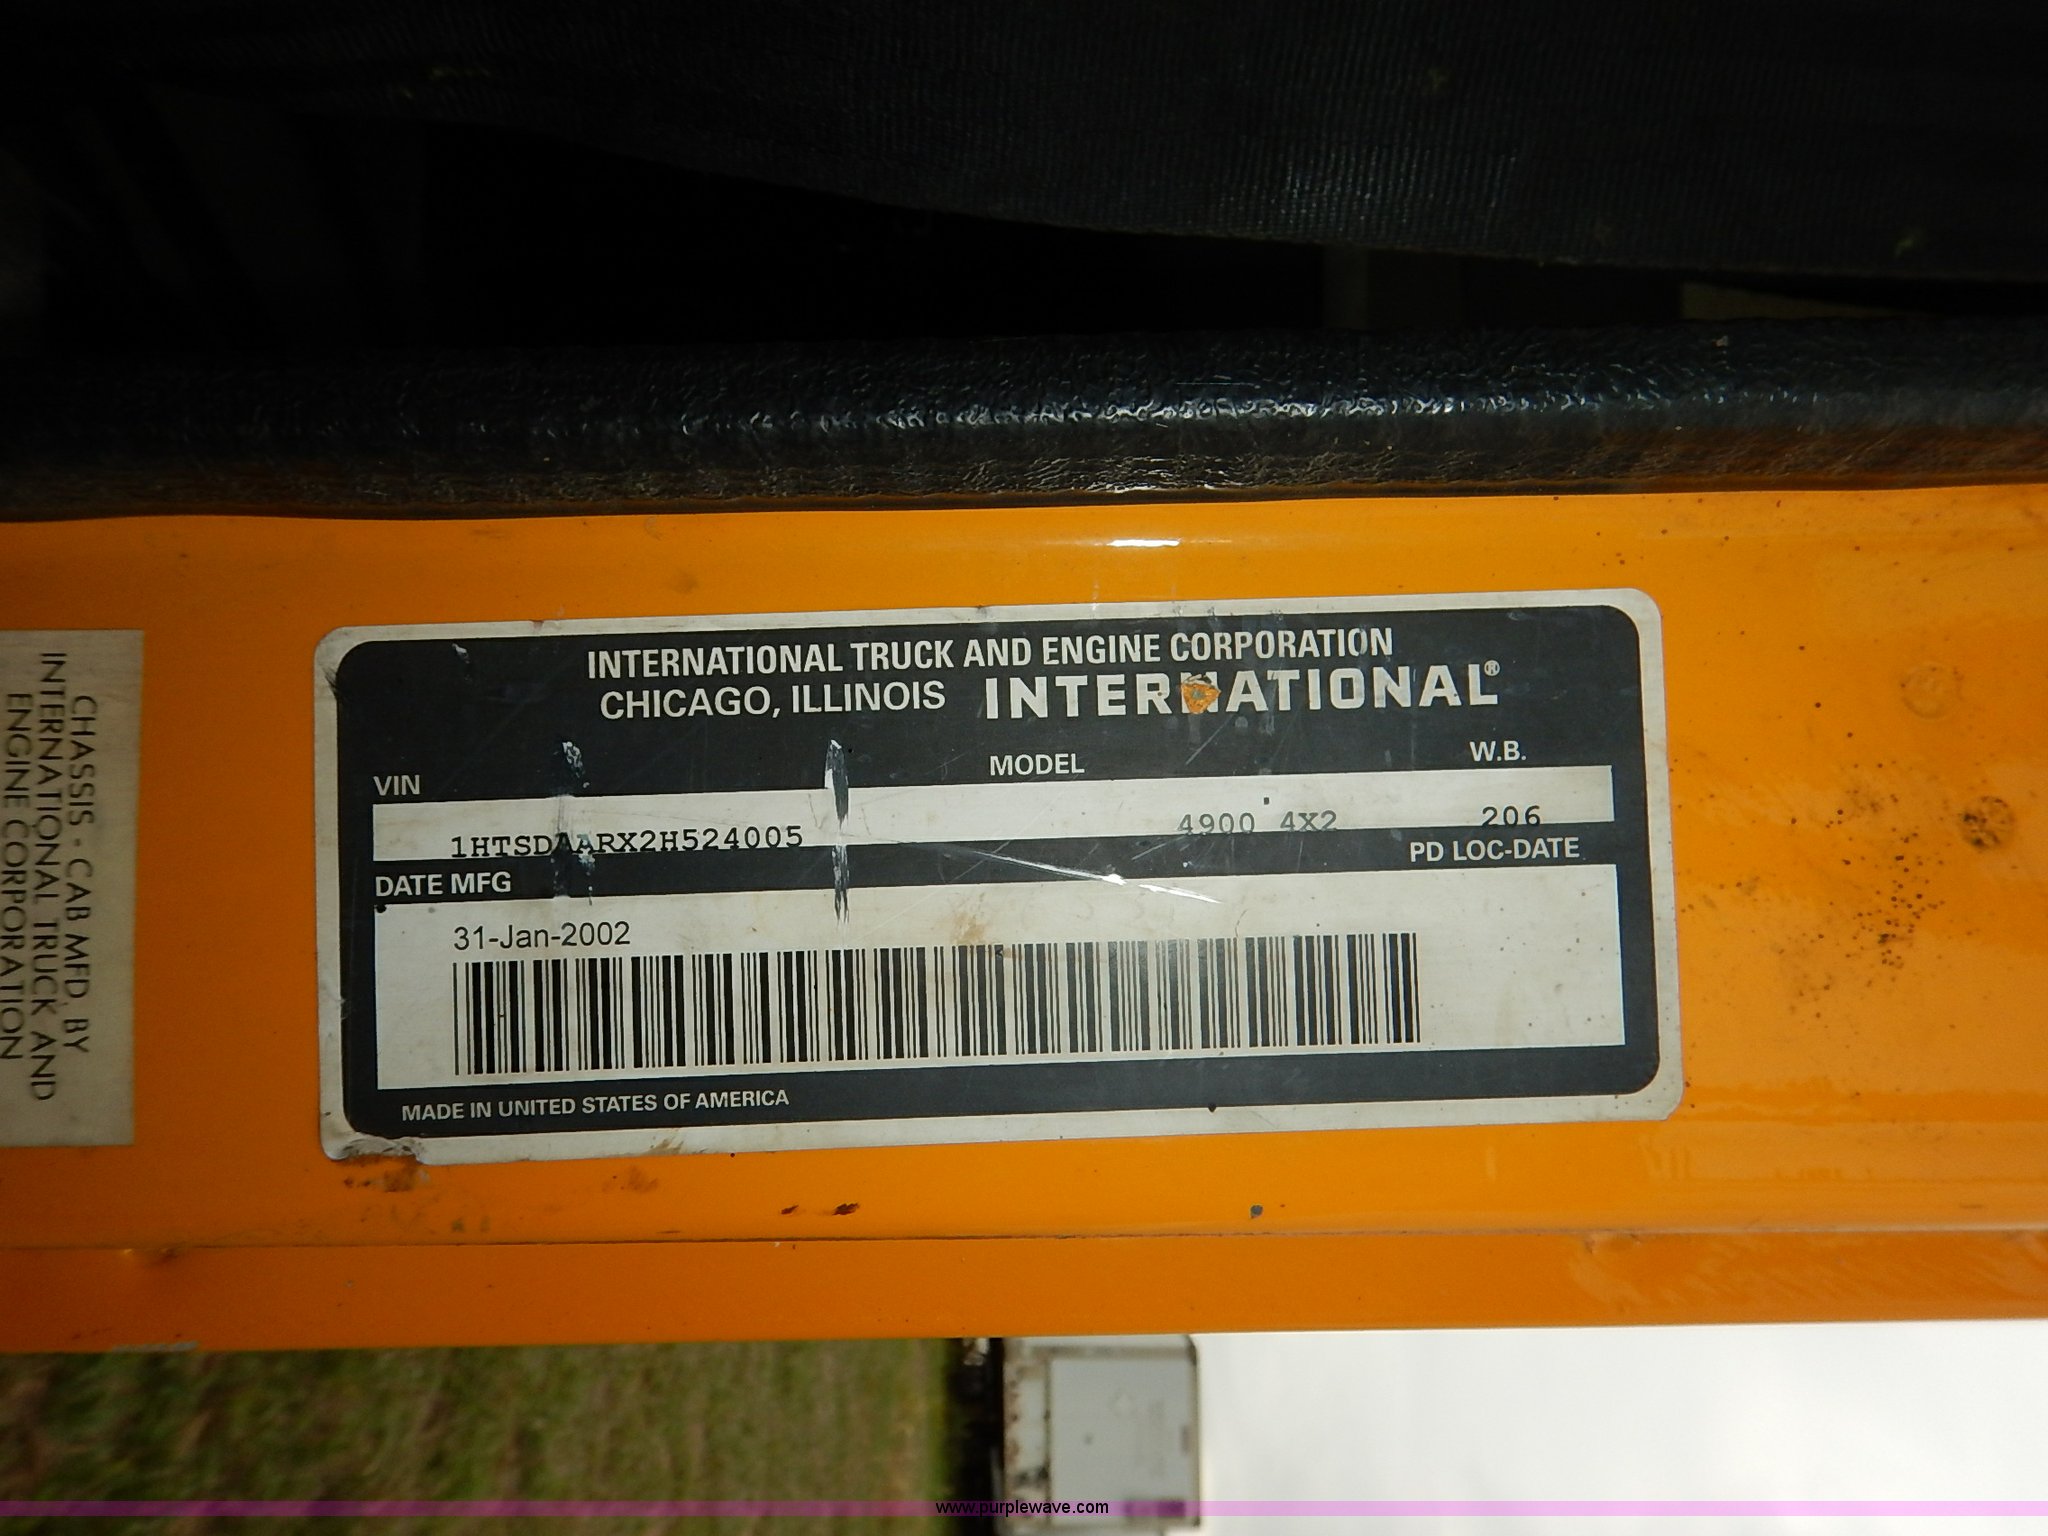 INTERNATIONAL TRUCK AND ENGINE CORPORATION
CHICAGO, ILLINOIS INTERNATIONAL®
VIN MODEL W.B.
1HTSDAARX2H524005 4900 4X2 206
DATE MFG PD LOC-DATE
31-Jan-2002
MADE IN UNITED STATES OF AMERICA
CHASSIS - CAB MFD. BY
INTERNATIONAL TRUCK AND
ENGINE CORPORATION
www.purplewave.com